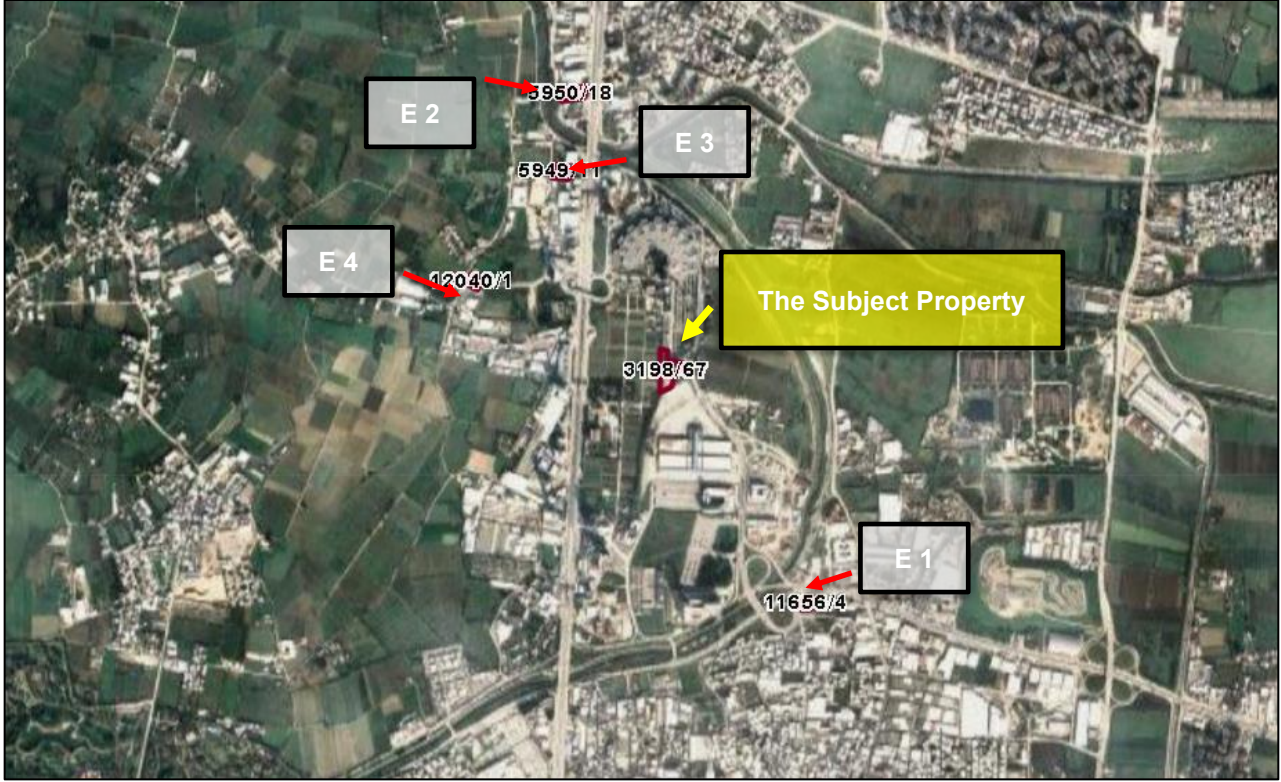 5950/18
E 2
E 3
5949/11
E 4
12040/1
The Subject Property
3198/67
E 1
11656/4